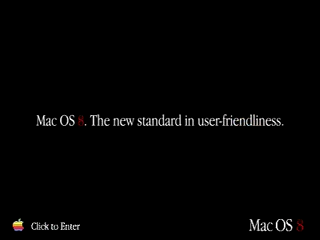 Mac OS 8. The new standard in user-friendliness.
Click to Enter
Mac OS 8